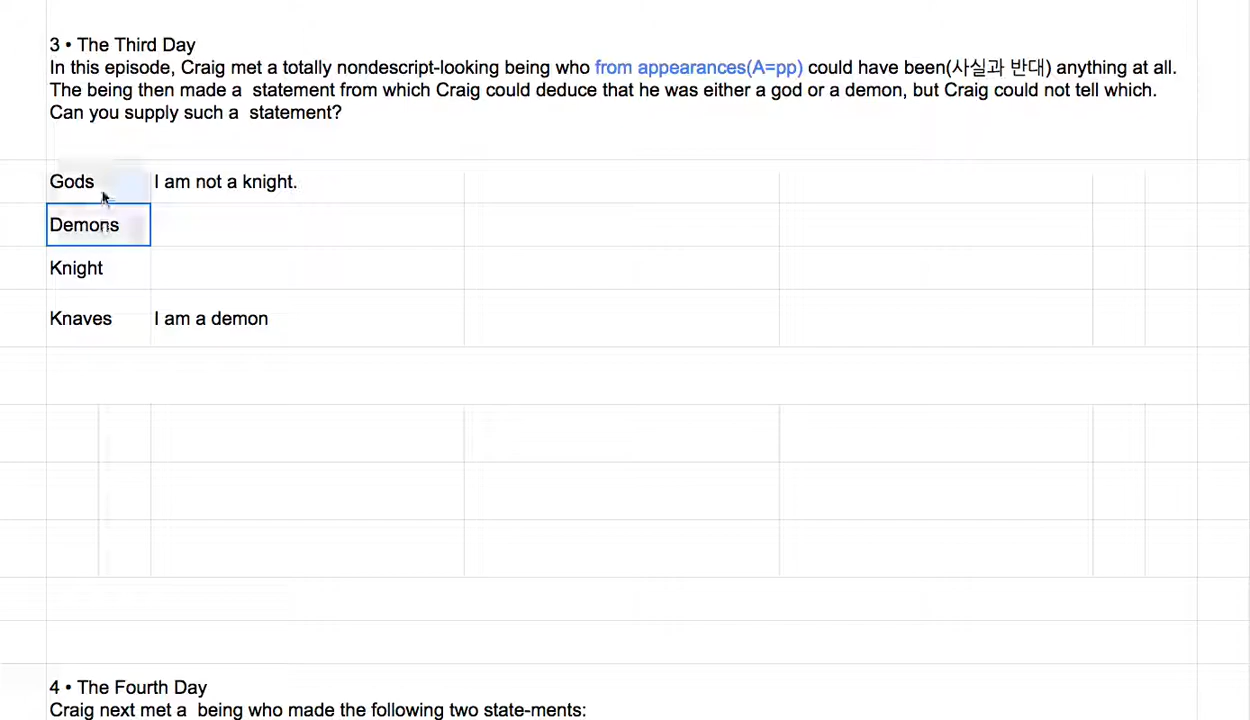 3 • The Third Day
In this episode, Craig met a totally nondescript-looking being who from appearances(A=pp) could have been(사실과 반대) anything at all.
The being then made a  statement from which Craig could deduce that he was either a god or a demon, but Craig could not tell which.
Can you supply such a  statement?
Gods I am not a knight.
Demons
Knight
Knaves I am a demon
4 • The Fourth Day
Craig next met a  being who made the following two state-ments: